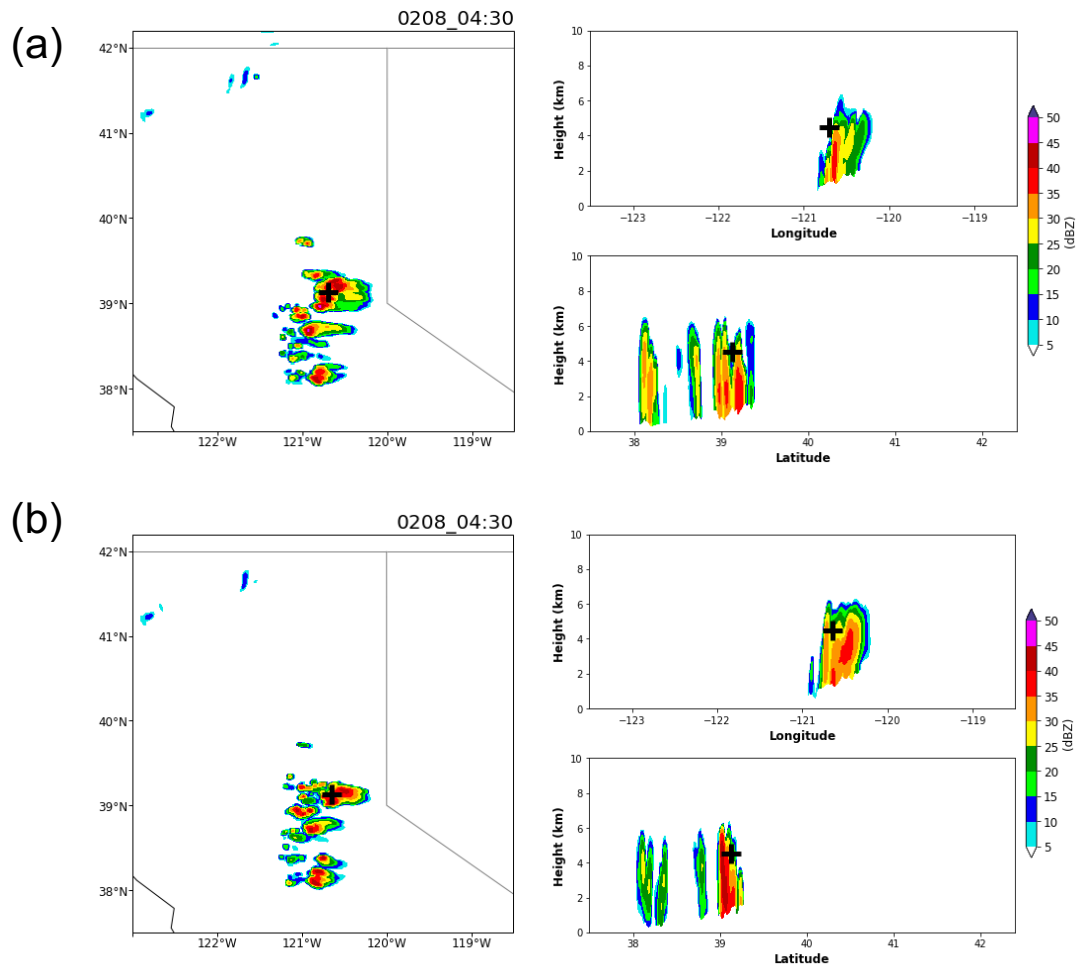 (a)
0208_04:30
42°N
41°N
40°N
39°N
38°N
122°W
121°W
120°W
119°W
Height (km)
10
8
6
4
2
0
−123
−122
−121
−120
−119
Longitude
Height (km)
10
8
6
4
2
0
38
39
40
41
42
Latitude
50
45
40
35
30
25
20
15
10
5
(dBZ)
(b)
0208_04:30
42°N
41°N
40°N
39°N
38°N
122°W
121°W
120°W
119°W
Height (km)
10
8
6
4
2
0
−123
−122
−121
−120
−119
Longitude
Height (km)
10
8
6
4
2
0
38
39
40
41
42
Latitude
50
45
40
35
30
25
20
15
10
5
(dBZ)